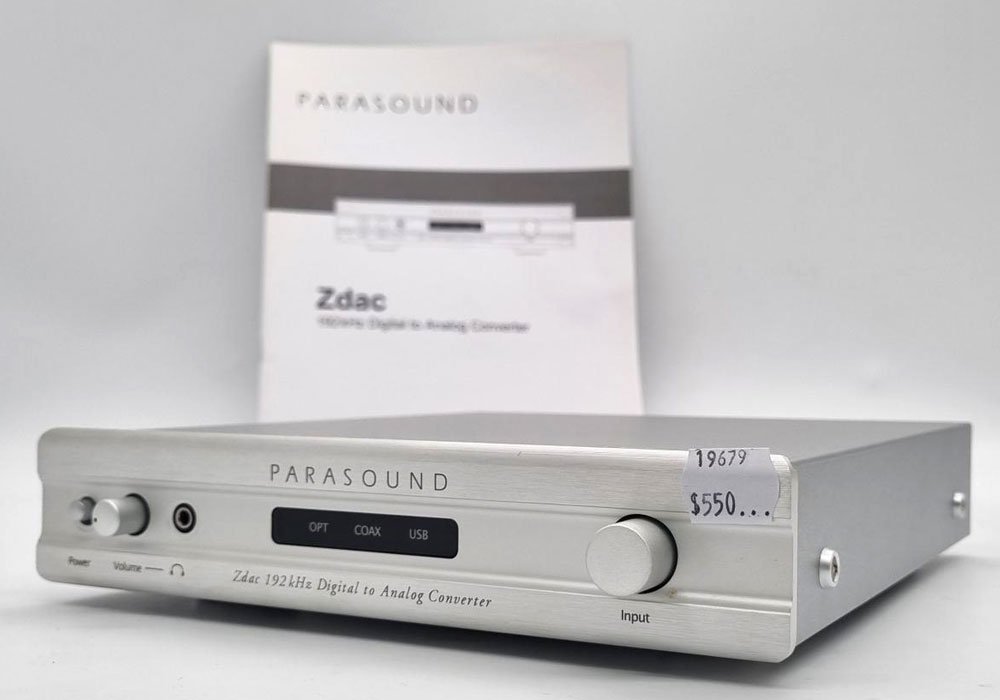 PARASOUND
Zdac
192kHz Digital to Analog Converter
19679
$550...
PARASOUND
OPT COAX USB
Power
Volume
Zdac 192kHz Digital to Analog Converter
Input